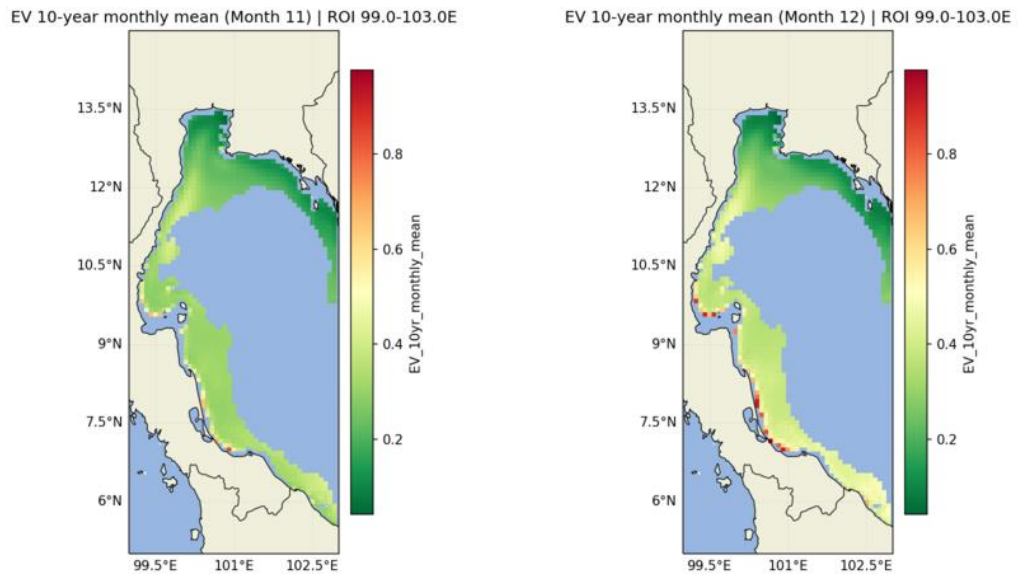 EV 10-year monthly mean (Month 11) | ROI 99.0-103.0E
13.5°N
12°N
10.5°N
9°N
7.5°N
6°N
99.5°E 101°E 102.5°E
0.8
0.6
0.4
0.2
EV_10yr_monthly_mean
EV 10-year monthly mean (Month 12) | ROI 99.0-103.0E
13.5°N
12°N
10.5°N
9°N
7.5°N
6°N
99.5°E 101°E 102.5°E
0.8
0.6
0.4
0.2
EV_10yr_monthly_mean